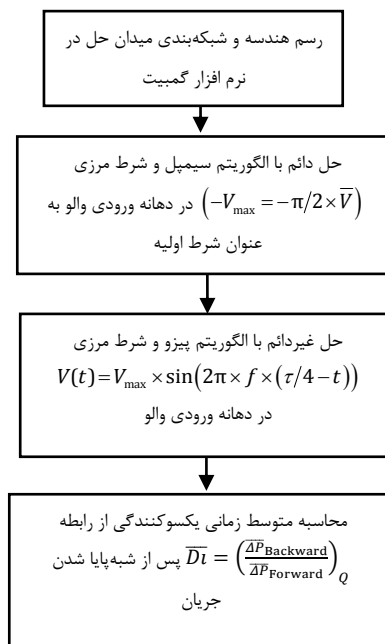 رسم هندسه و شبکه‌بندی میدان حل در
نرم افزار گمبیت
حل دائم با الگوریتم سیمپل و شرط مرزی
(−V_max = −π/2 × V̅) در دهانه ورودی والو به
عنوان شرط اولیه
حل غیردائم با الگوریتم پیزو و شرط مرزی
V(t) = V_max × sin(2π × f × (τ/4 − t))
در دهانه ورودی والو
محاسبه متوسط زمانی یکسوکنندگی از رابطه
D̅ı̅ = (Δ̅P̅_Backward / Δ̅P̅_Forward)_Q پس از شبه‌پایا شدن
جریان